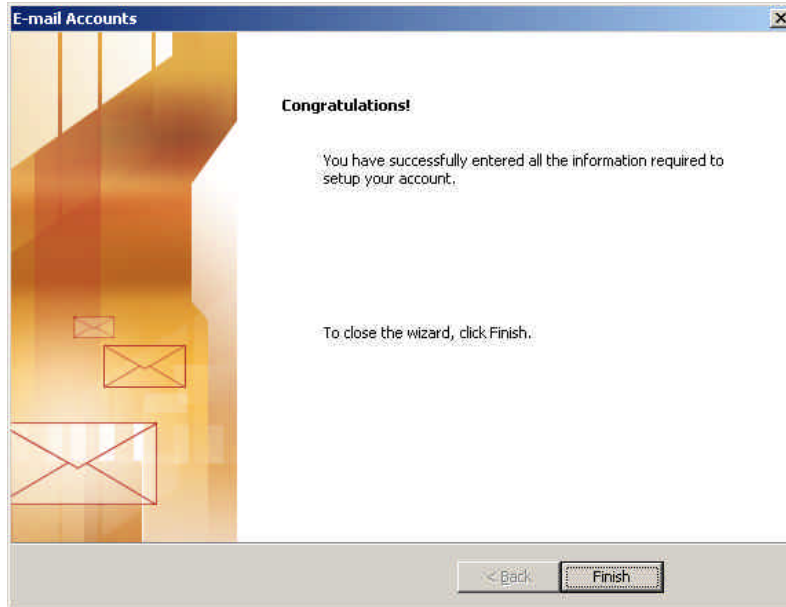 E-mail Accounts
Congratulations!
You have successfully entered all the information required to
setup your account.
To close the wizard, click Finish.
< Back
Finish